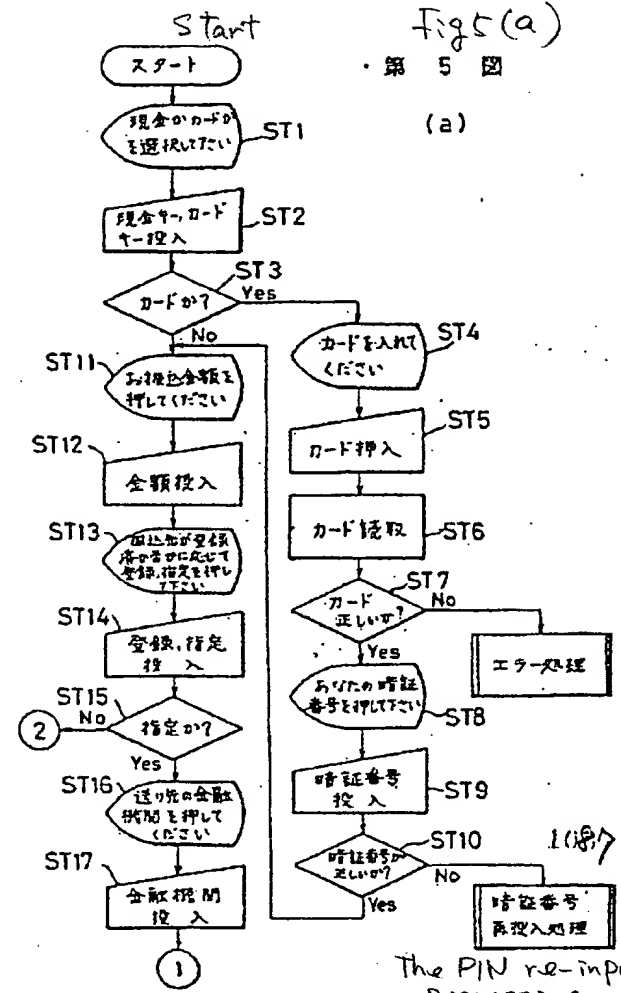 Start
Fig 5(a)
スタート
第 5 図
(a)
現金かカードか
を選択して下さい
ST1
現金キー,カード
キー投入
ST2
カードか?
ST3
Yes
No
お振込金額を
押してください
ST11
金額投入
ST12
振込先が登録
済か否かに応じて
登録,指定を押し
て下さい
ST13
登録,指定
投入
ST14
指定か?
ST15
No
2
Yes
送り先の金融
機関を押して
ください
ST16
金融機関
投入
ST17
1
カードを入れて
ください
ST4
カード挿入
ST5
カード読取
ST6
カード
正しいか?
ST7
No
エラー処理
Yes
あなたの暗証
番号を押して下さい
ST8
暗証番号
投入
ST9
暗証番号が
正しいか?
ST10
No
Yes
暗証番号
再投入処理
The PIN re-inpu